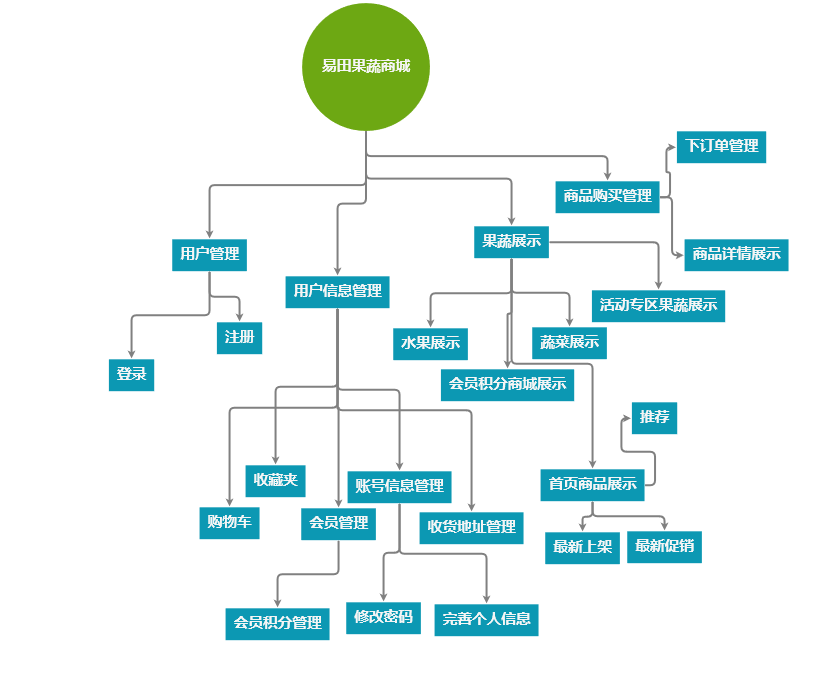 易田果蔬商城
下订单管理
商品购买管理
果蔬展示
用户管理
商品详情展示
用户信息管理
活动专区果蔬展示
注册
水果展示
蔬菜展示
登录
会员积分商城展示
推荐
收藏夹
账号信息管理
首页商品展示
购物车
会员管理
收货地址管理
最新上架
最新促销
会员积分管理
修改密码
完善个人信息